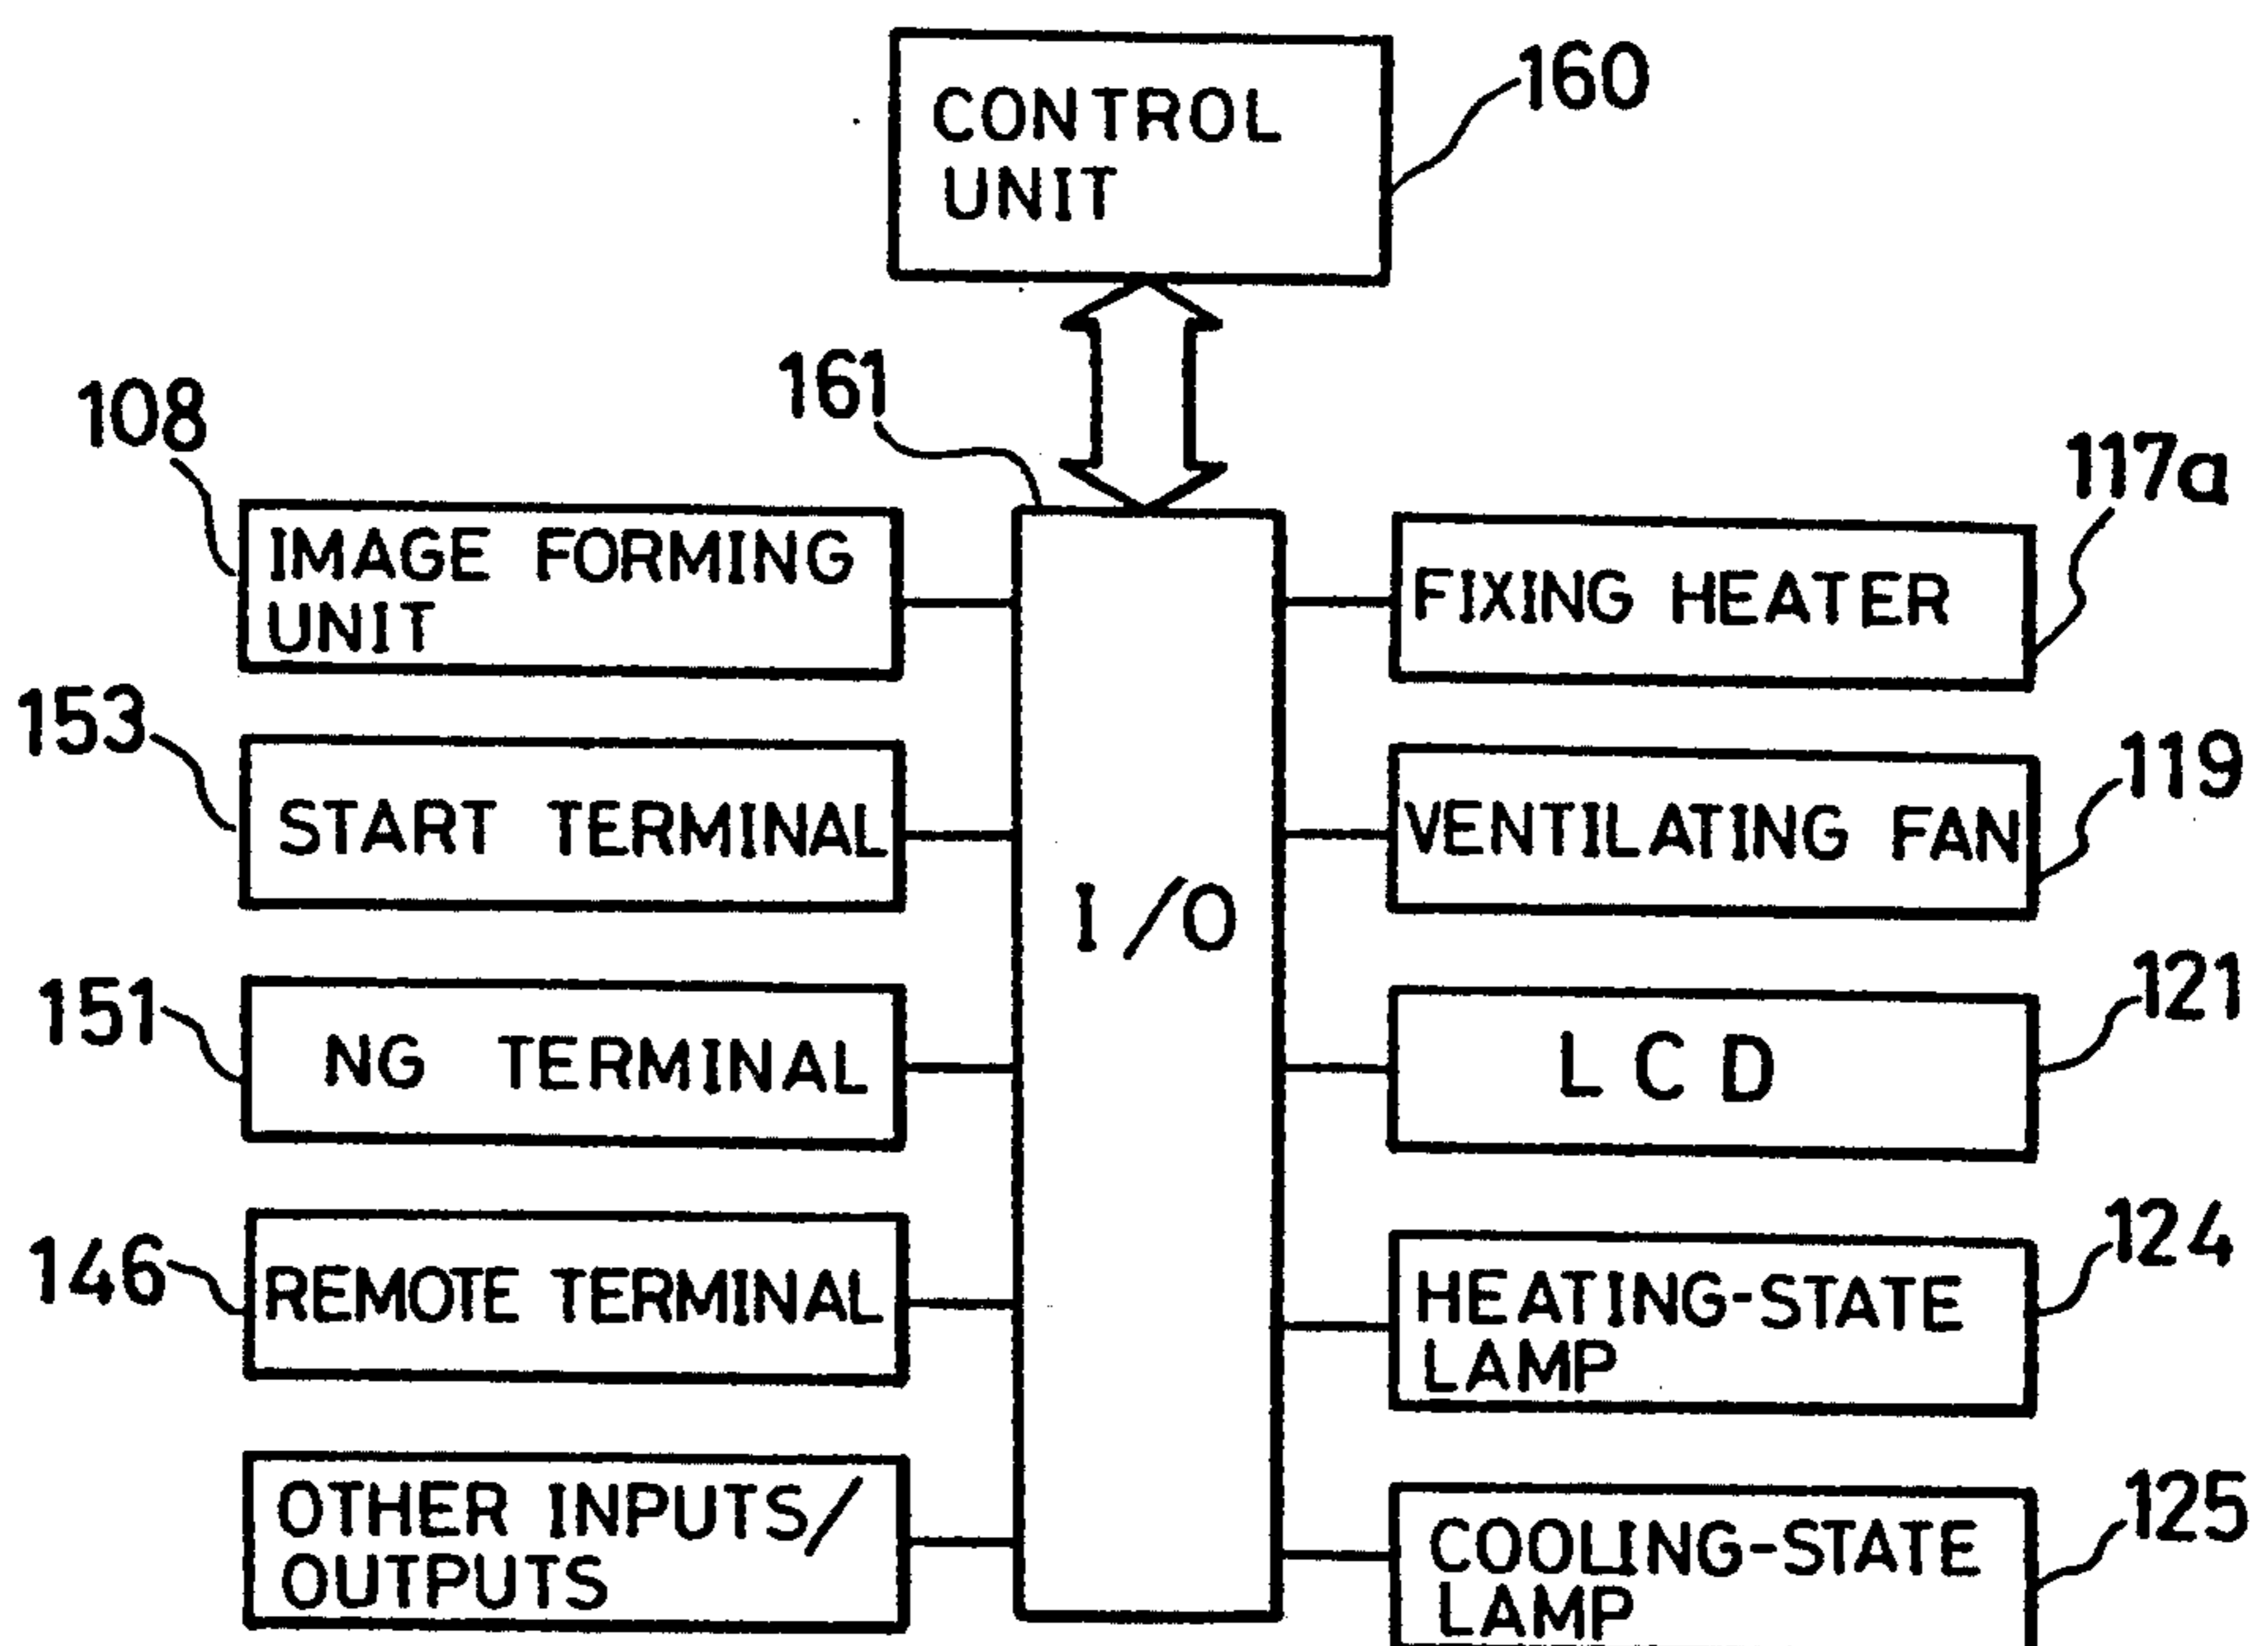 CONTROL
UNIT
160
161
108
IMAGE FORMING
UNIT
153
START TERMINAL
151
NG TERMINAL
146
REMOTE TERMINAL
OTHER INPUTS/
OUTPUTS
I/O
117a
FIXING HEATER
119
VENTILATING FAN
121
LCD
124
HEATING-STATE
LAMP
125
COOLING-STATE
LAMP